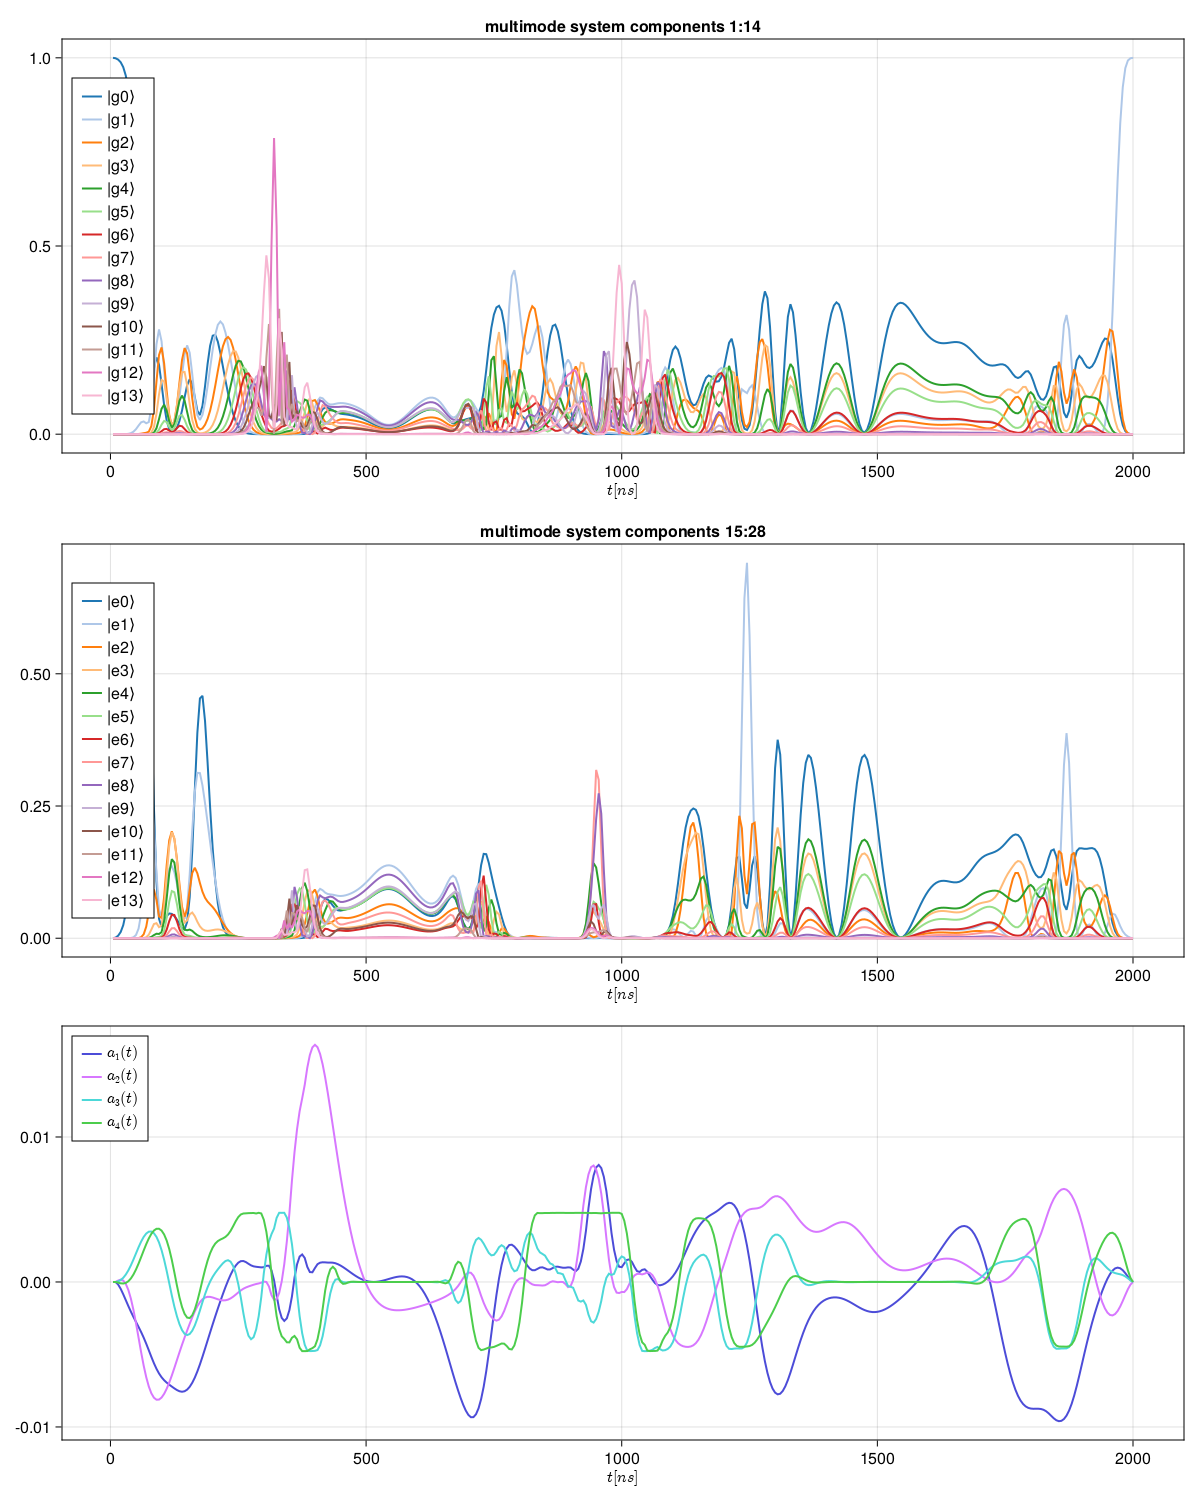 multimode system components 1:14
1.0
0.5
0.0
|g0⟩
|g1⟩
|g2⟩
|g3⟩
|g4⟩
|g5⟩
|g6⟩
|g7⟩
|g8⟩
|g9⟩
|g10⟩
|g11⟩
|g12⟩
|g13⟩
0 500 1000 1500 2000
t[ns]
multimode system components 15:28
0.50
0.25
0.00
|e0⟩
|e1⟩
|e2⟩
|e3⟩
|e4⟩
|e5⟩
|e6⟩
|e7⟩
|e8⟩
|e9⟩
|e10⟩
|e11⟩
|e12⟩
|e13⟩
0 500 1000 1500 2000
t[ns]
a₁(t)
a₂(t)
a₃(t)
a₄(t)
0.01
0.00
-0.01
0 500 1000 1500 2000
t[ns]